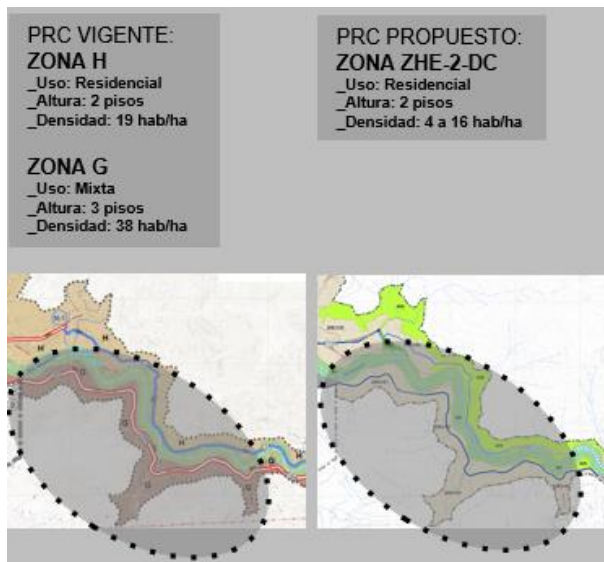 PRC VIGENTE:
ZONA H
_Uso: Residencial
_Altura: 2 pisos
_Densidad: 19 hab/ha
ZONA G
_Uso: Mixta
_Altura: 3 pisos
_Densidad: 38 hab/ha
PRC PROPUESTO:
ZONA ZHE-2-DC
_Uso: Residencial
_Altura: 2 pisos
_Densidad: 4 a 16 hab/ha
H
H
G
G
G
H
G
H
G